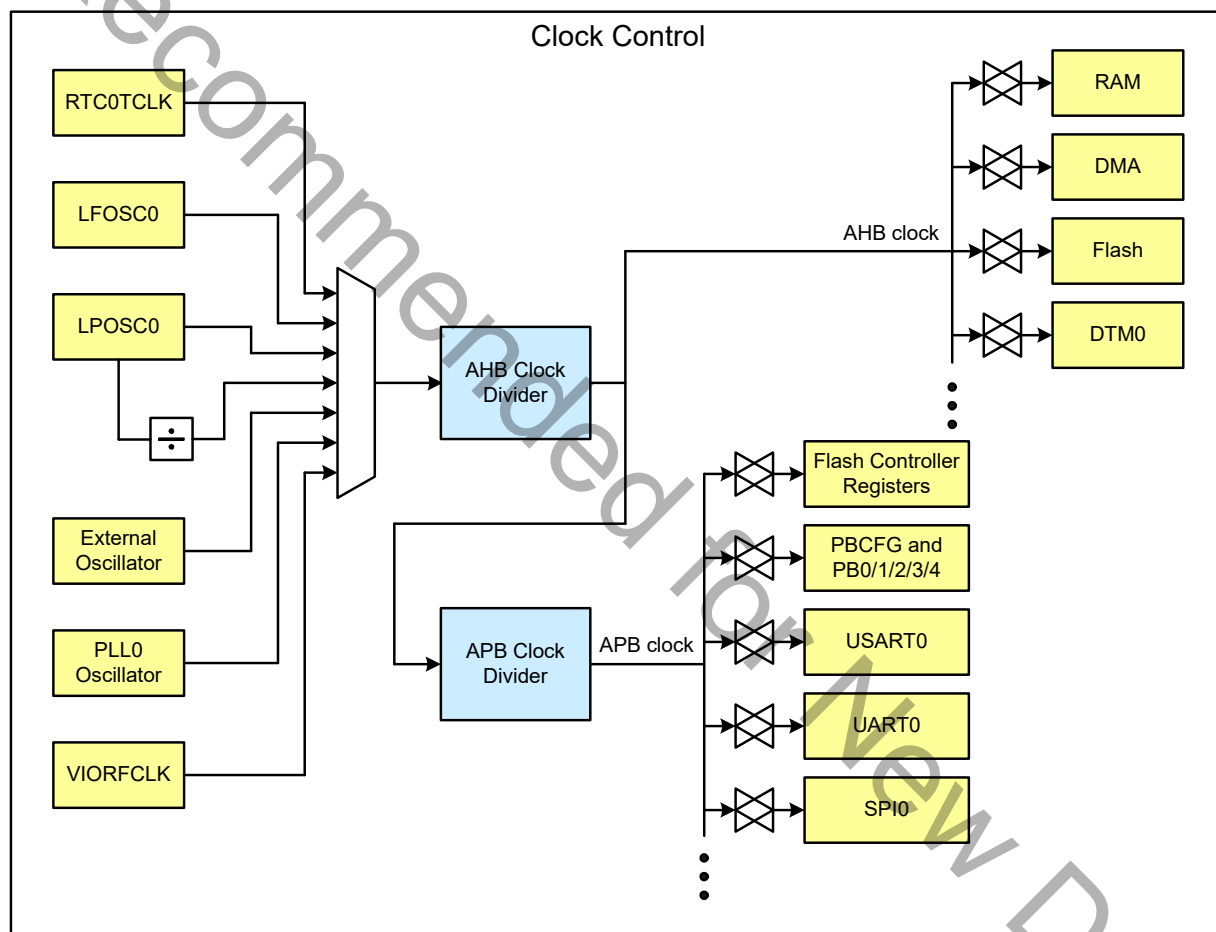 Clock Control
RTC0TCLK
LFOSC0
LPOSC0
÷
External
Oscillator
PLL0
Oscillator
VIORFCLK
AHB Clock
Divider
APB Clock
Divider
AHB clock
APB clock
RAM
DMA
Flash
DTM0
Flash Controller
Registers
PBCFG and
PB0/1/2/3/4
USART0
UART0
SPI0
ecommended for New D